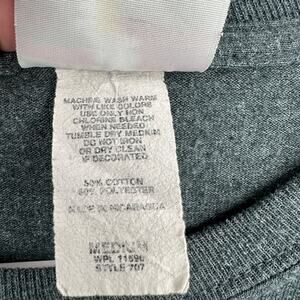 MACHINE WASH WARM
WITH LIKE COLORS
USE ONLY NON
CHLORINE BLEACH
WHEN NEEDED
TUMBLE DRY MEDIUM
DO NOT IRON
OR DRY CLEAN
IF DECORATED
50% COTTON
50% POLYESTER
MADE IN NICARAGUA
MEDIUM
WPL 11596
STYLE 707